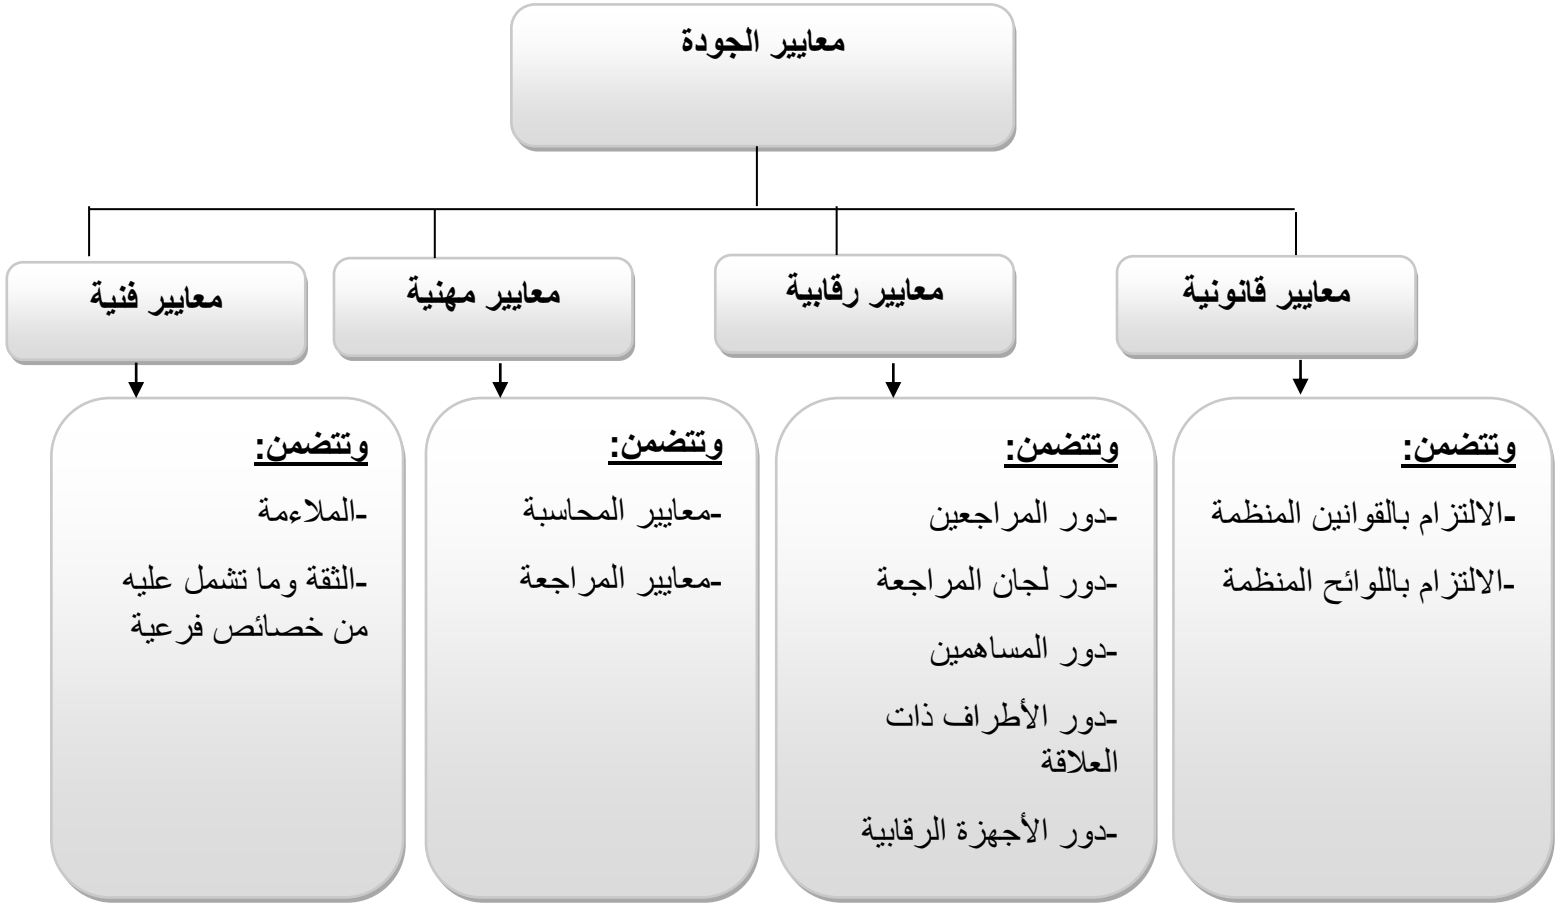 معايير الجودة
معايير قانونية
معايير رقابية
معايير مهنية
معايير فنية
وتتضمن:
-الالتزام بالقوانين المنظمة
-الالتزام باللوائح المنظمة
وتتضمن:
-دور المراجعين
-دور لجان المراجعة
-دور المساهمين
-دور الأطراف ذات
العلاقة
-دور الأجهزة الرقابية
وتتضمن:
-معايير المحاسبة
-معايير المراجعة
وتتضمن:
-الملاءمة
-الثقة وما تشمل عليه
من خصائص فرعية